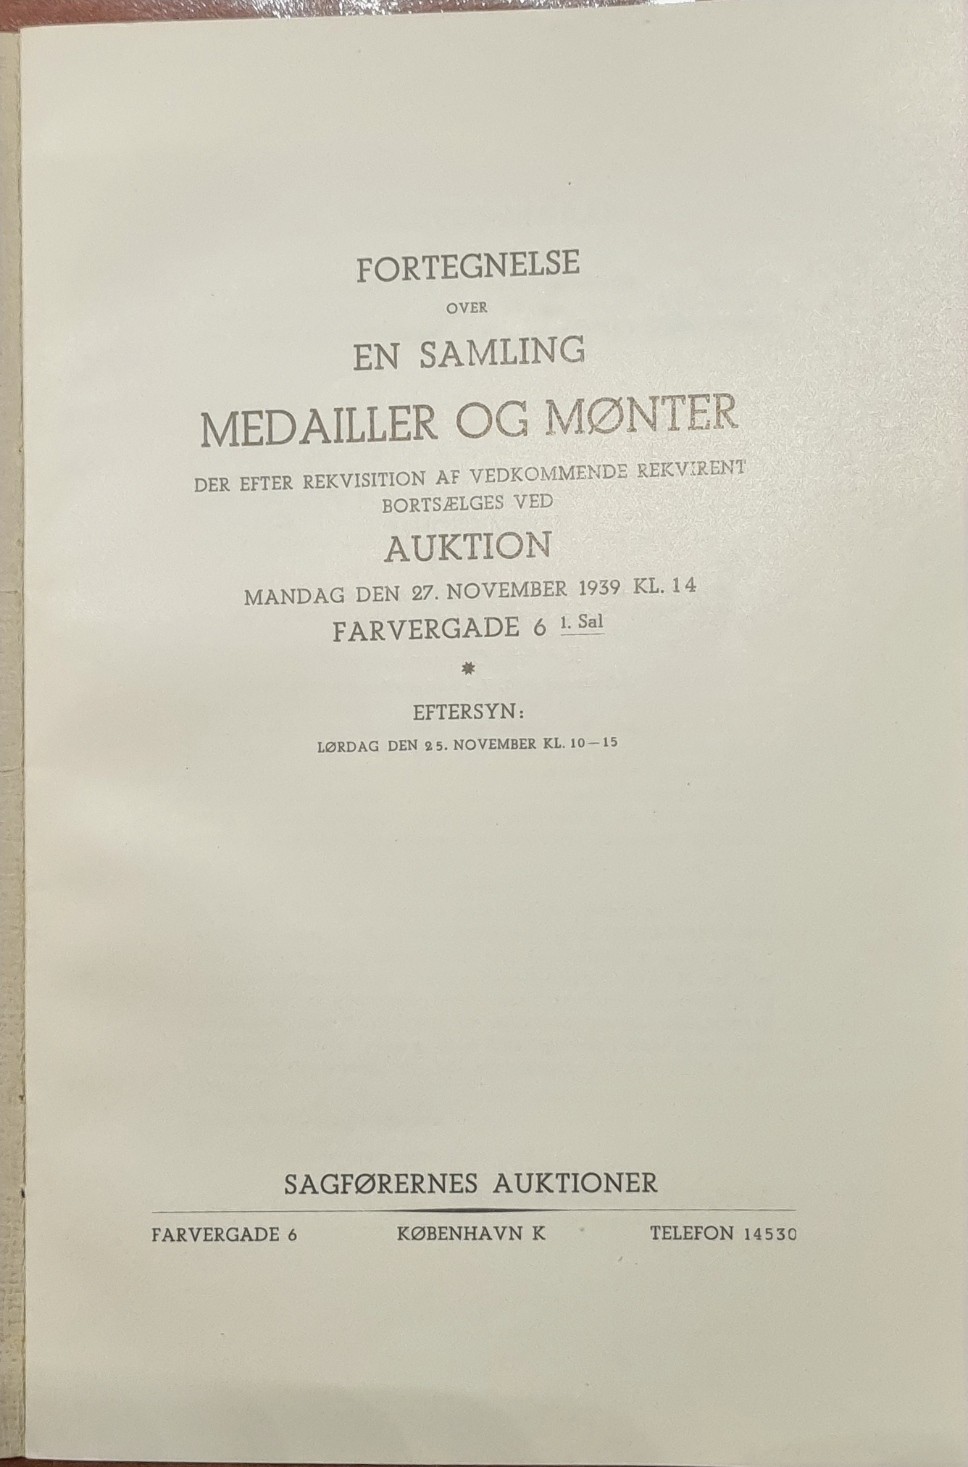 FORTEGNELSE
OVER
EN SAMLING
MEDAILLER OG MØNTER
DER EFTER REKVISITION AF VEDKOMMENDE REKVIRENT
BORTSÆLGES VED
AUKTION
MANDAG DEN 27. NOVEMBER 1939 KL. 14
FARVERGADE 6 1. Sal
EFTERSYN:
LØRDAG DEN 25. NOVEMBER KL. 10—15
SAGFØRERNES AUKTIONER
FARVERGADE 6 KØBENHAVN K TELEFON 14530